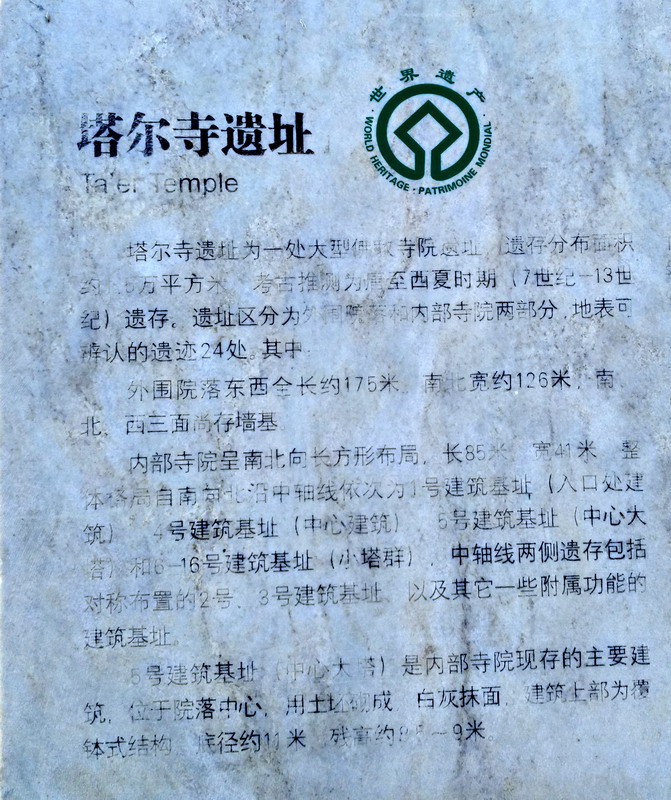 世界遗产
· WORLD HERITAGE · PATRIMOINE MONDIAL ·
塔尔寺遗址
Ta'er Temple
塔尔寺遗址为一处大型佛教寺院遗址，遗存分布面积
约 万平方米，考古推测为唐至西夏时期（7世纪-13世
纪）遗存。遗址区分为外围院落和内部寺院两部分,地表可
辨认的遗迹24处。其中:
外围院落东西全长约175米，南北宽约126米，南、
北、西三面尚存墙基。
内部寺院呈南北向长方形布局，长85米，宽41米，整
体格局自南向北沿中轴线依次为1号建筑基址（入口处建
筑）、4号建筑基址（中心建筑）、5号建筑基址（中心大
塔）和6-16号建筑基址（小塔群），中轴线两侧遗存包括
对称布置的2号、3号建筑基址，以及其它一些附属功能的
建筑基址。
5号建筑基址（中心大塔）是内部寺院现存的主要建
筑，位于院落中心，用土坯砌成，白灰抹面，建筑上部为覆
钵式结构，底径约11米，残高约 ～9米。